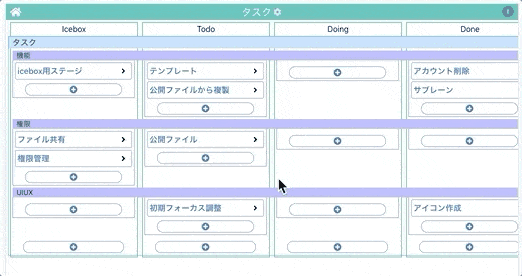 タスク
Icebox Todo Doing Done
タスク
機能
icebox用ステージ テンプレート アカウント削除
公開ファイルから複製 サブレーン
権限
ファイル共有 公開ファイル
権限管理
UIUX
初期フォーカス調整 アイコン作成